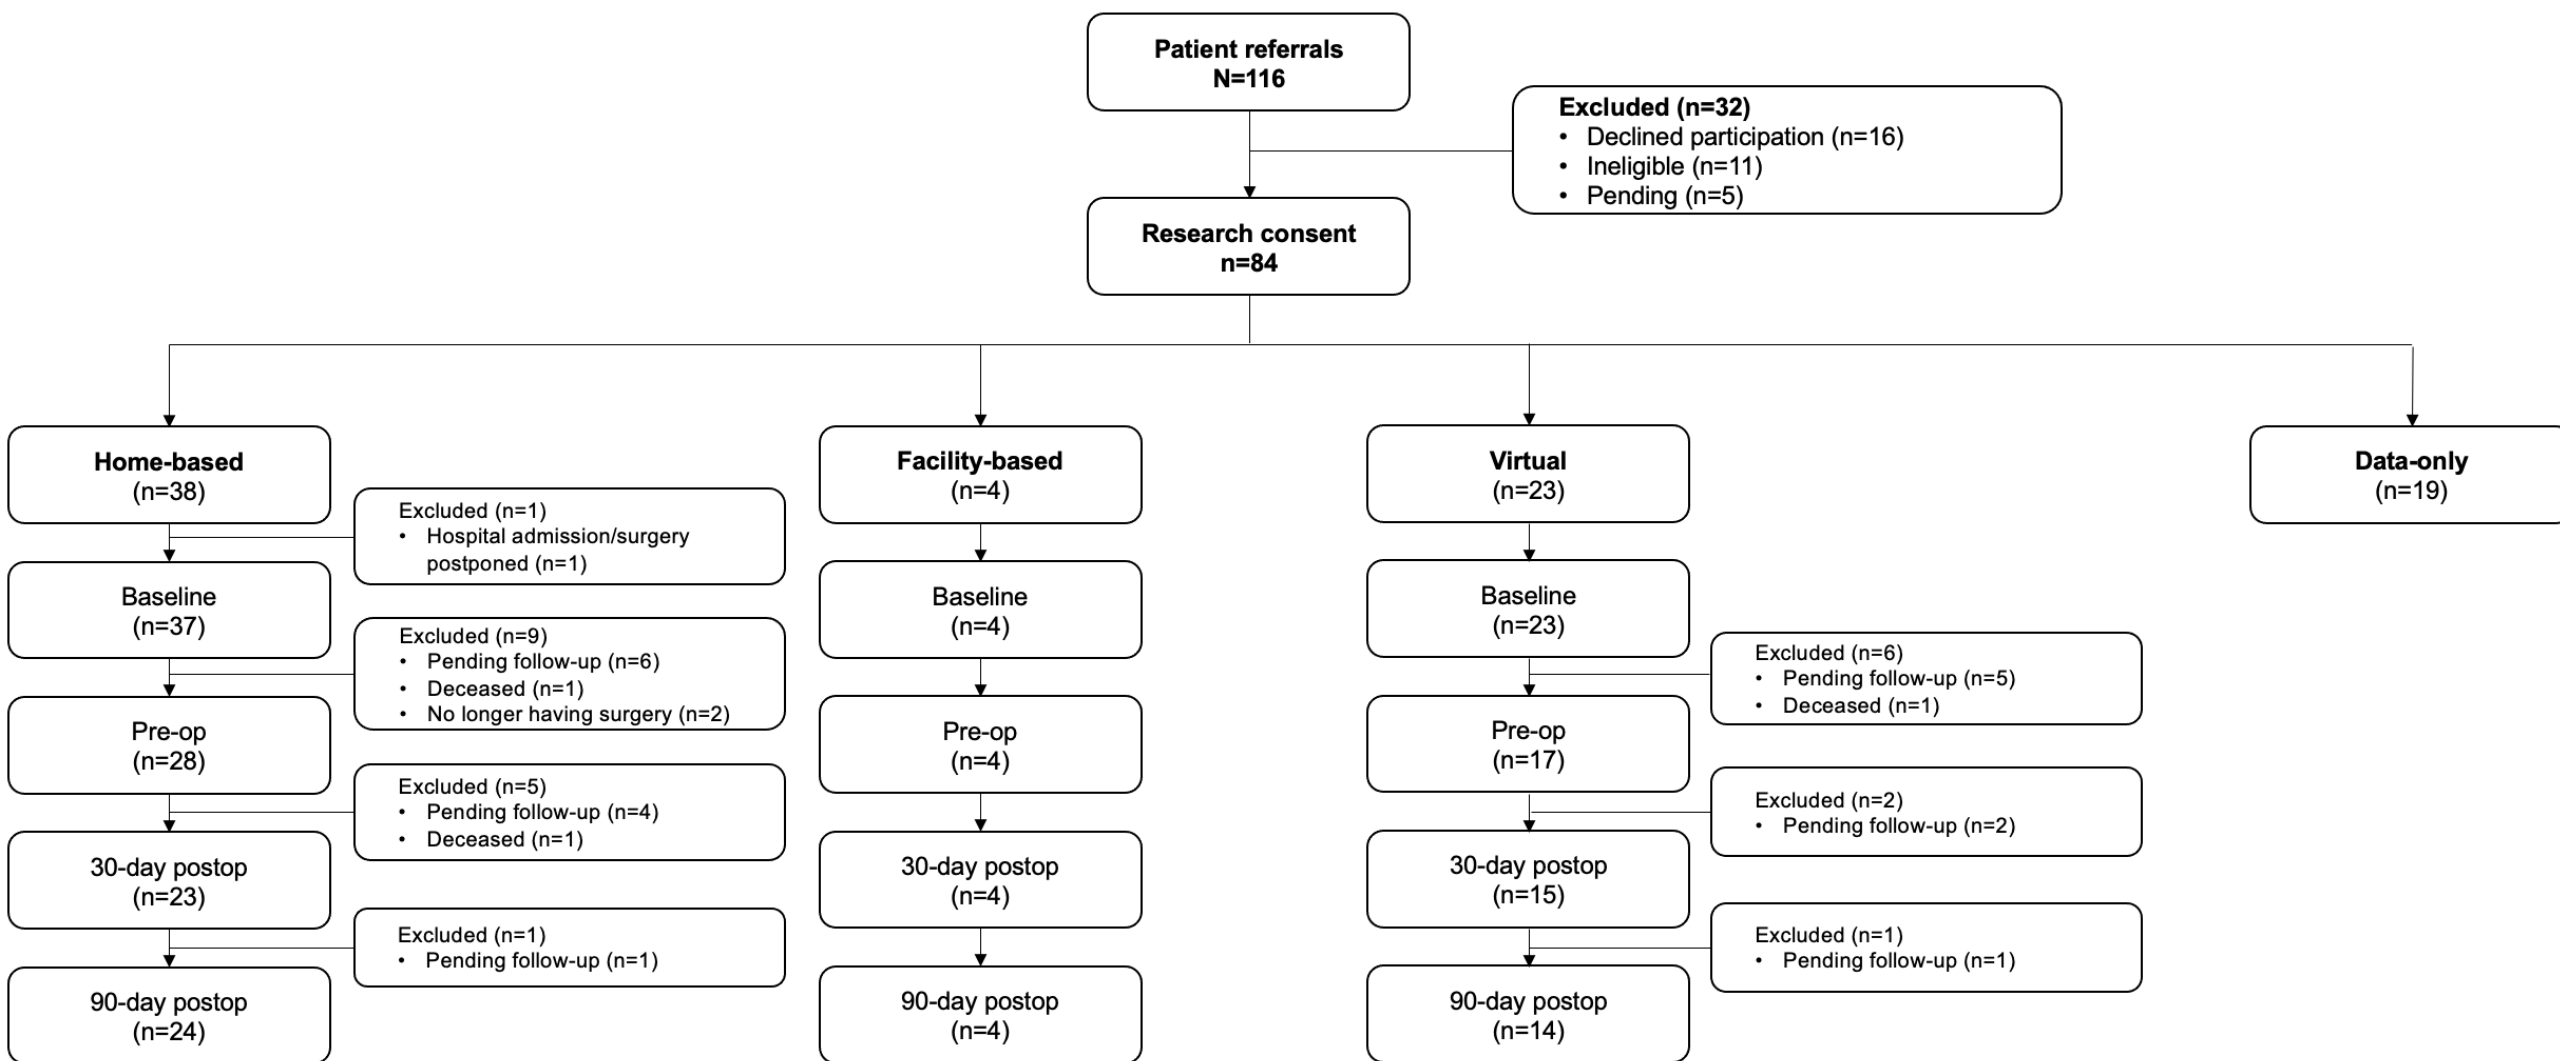 Patient referrals
N=116
Excluded (n=32)
• Declined participation (n=16)
• Ineligible (n=11)
• Pending (n=5)
Research consent
n=84
Home-based
(n=38)
Excluded (n=1)
• Hospital admission/surgery
postponed (n=1)
Baseline
(n=37)
Excluded (n=9)
• Pending follow-up (n=6)
• Deceased (n=1)
• No longer having surgery (n=2)
Pre-op
(n=28)
Excluded (n=5)
• Pending follow-up (n=4)
• Deceased (n=1)
30-day postop
(n=23)
Excluded (n=1)
• Pending follow-up (n=1)
90-day postop
(n=24)
Facility-based
(n=4)
Baseline
(n=4)
Pre-op
(n=4)
30-day postop
(n=4)
90-day postop
(n=4)
Virtual
(n=23)
Baseline
(n=23)
Excluded (n=6)
• Pending follow-up (n=5)
• Deceased (n=1)
Pre-op
(n=17)
Excluded (n=2)
• Pending follow-up (n=2)
30-day postop
(n=15)
Excluded (n=1)
• Pending follow-up (n=1)
90-day postop
(n=14)
Data-only
(n=19)